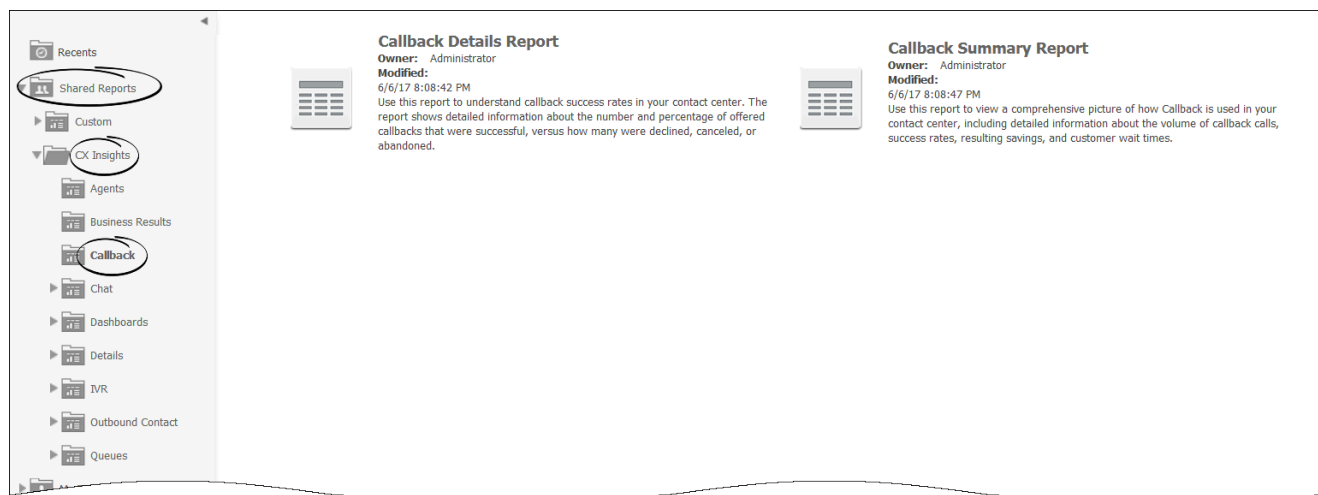 Recents
Shared Reports
Custom
CX Insights
Agents
Business Results
Callback
Chat
Dashboards
Details
IVR
Outbound Contact
Queues
Callback Details Report
Owner: Administrator
Modified:
6/6/17 8:08:42 PM
Use this report to understand callback success rates in your contact center. The
report shows detailed information about the number and percentage of offered
callbacks that were successful, versus how many were declined, canceled, or
abandoned.
Callback Summary Report
Owner: Administrator
Modified:
6/6/17 8:08:47 PM
Use this report to view a comprehensive picture of how Callback is used in your
contact center, including detailed information about the volume of callback calls,
success rates, resulting savings, and customer wait times.